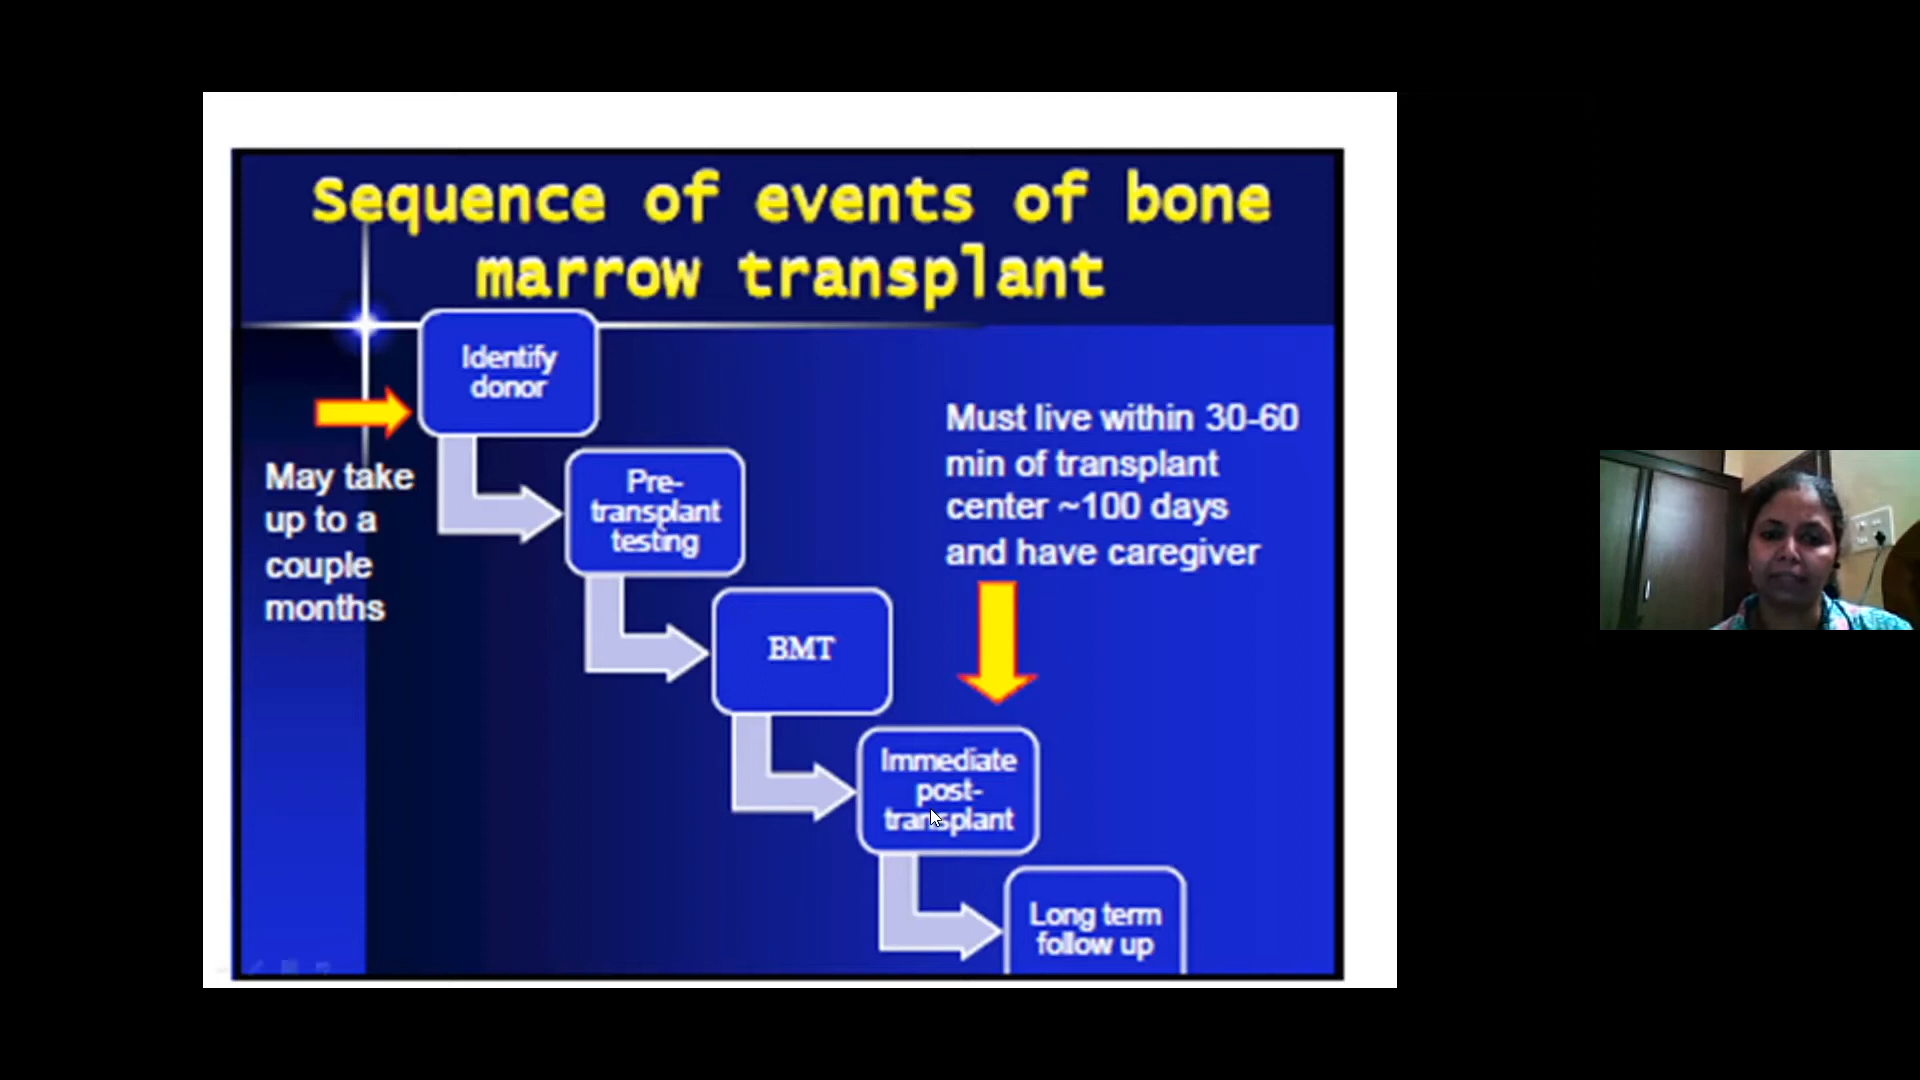 Sequence of events of bone
marrow transplant
Identify
donor
May take
up to a
couple
months
Pre-
transplant
testing
BMT
Must live within 30-60
min of transplant
center ~100 days
and have caregiver
Immediate
post-
transplant
Long term
follow up